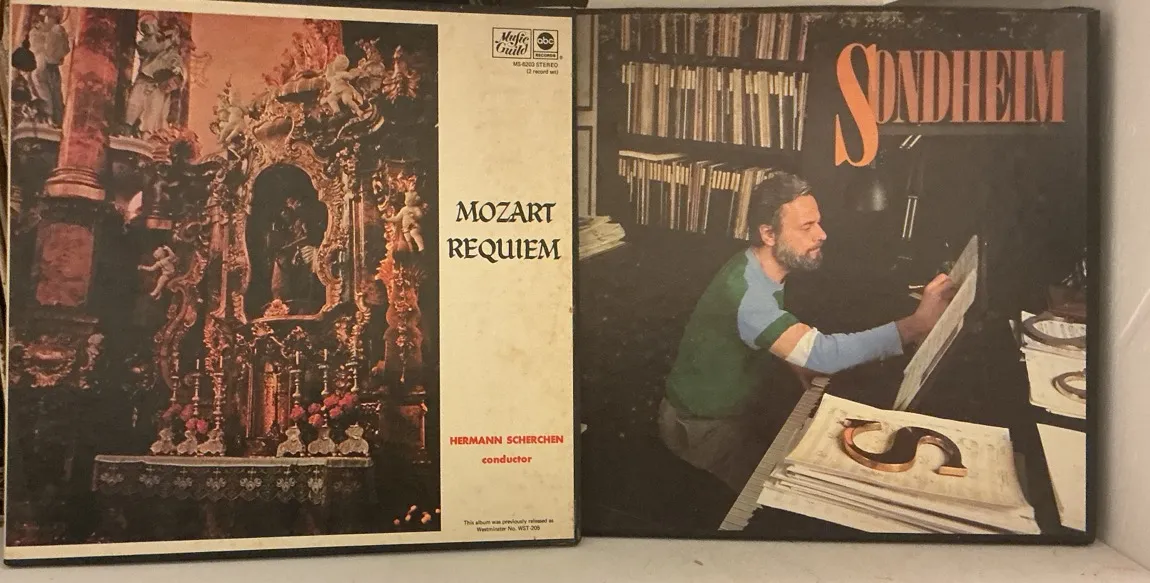 Music
Guild
abc
RECORDS
MS-6203 STEREO
(2 record set)
MOZART
REQUIEM
HERMANN SCHERCHEN
conductor
This album was previously released as
Westminster No. WST-205
SONDHEIM
S